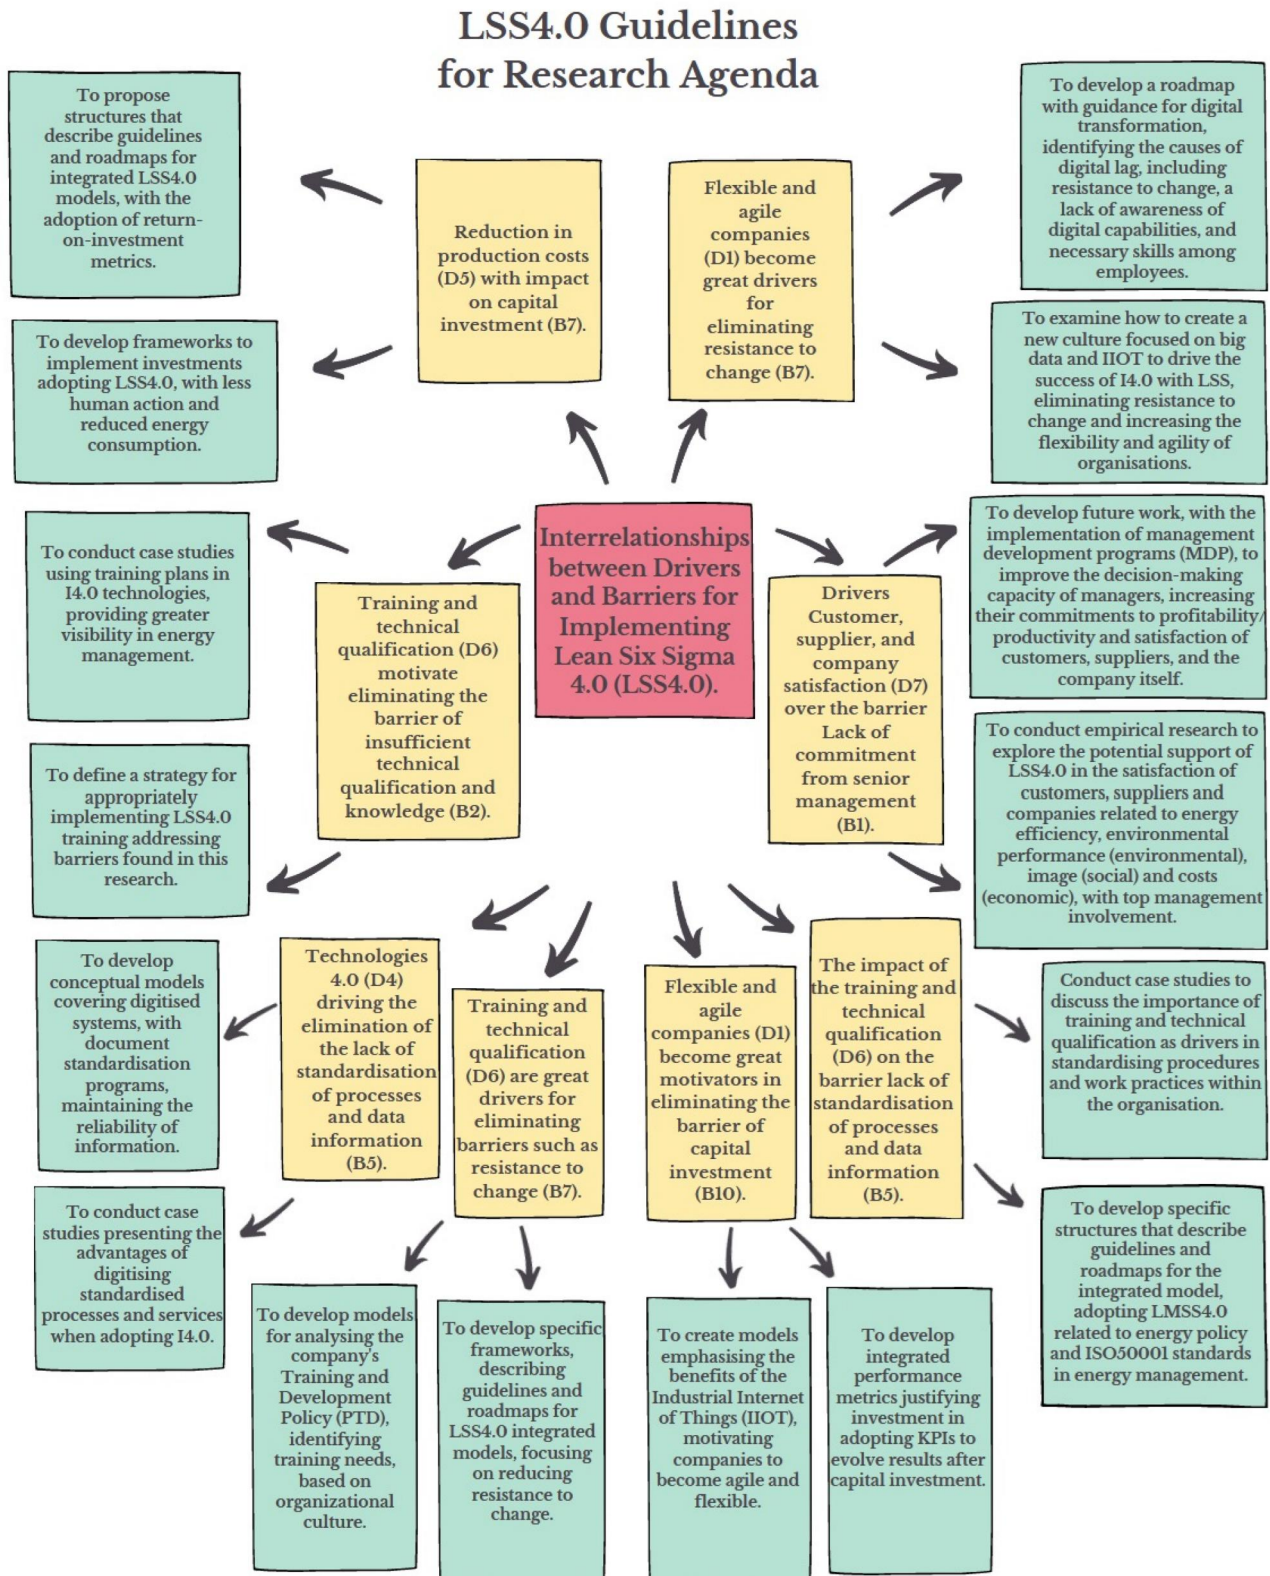 LSS4.0 Guidelines
for Research Agenda
To propose
structures that
describe guidelines
and roadmaps for
integrated LSS4.0
models, with the
adoption of return-
on-investment
metrics.
Reduction in
production costs
(D5) with impact
on capital
investment (B7).
Flexible and
agile
companies
(D1) become
great drivers
for
eliminating
resistance to
change (B7).
To develop a roadmap
with guidance for digital
transformation,
identifying the causes of
digital lag, including
resistance to change, a
lack of awareness of
digital capabilities, and
necessary skills among
employees.
To develop frameworks to
implement investments
adopting LSS4.0, with less
human action and
reduced energy
consumption.
To examine how to create a
new culture focused on big
data and IIOT to drive the
success of I4.0 with LSS,
eliminating resistance to
change and increasing the
flexibility and agility of
organisations.
To conduct case studies
using training plans in
I4.0 technologies,
providing greater
visibility in energy
management.
Training and
technical
qualification (D6)
motivate
eliminating the
barrier of
insufficient
technical
qualification and
knowledge (B2).
Interrelationships
between Drivers
and Barriers for
Implementing
Lean Six Sigma
4.0 (LSS4.0).
Drivers
Customer,
supplier, and
company
satisfaction (D7)
over the barrier
Lack of
commitment
from senior
management
(B1).
To develop future work, with the
implementation of management
development programs (MDP), to
improve the decision-making
capacity of managers, increasing
their commitments to profitability/
productivity and satisfaction of
customers, suppliers, and the
company itself.
To define a strategy for
appropriately
implementing LSS4.0
training addressing
barriers found in this
research.
To conduct empirical research to
explore the potential support of
LSS4.0 in the satisfaction of
customers, suppliers and
companies related to energy
efficiency, environmental
performance (environmental),
image (social) and costs
(economic), with top management
involvement.
To develop
conceptual models
covering digitised
systems, with
document
standardisation
programs,
maintaining the
reliability of
information.
Technologies
4.0 (D4)
driving the
elimination of
the lack of
standardisation
of processes
and data
information
(B5).
Training and
technical
qualification
(D6) are great
drivers for
eliminating
barriers such as
resistance to
change (B7).
Flexible and
agile
companies (D1)
become great
motivators in
eliminating the
barrier of
capital
investment
(B10).
The impact of
the training and
technical
qualification
(D6) on the
barrier lack of
standardisation
of processes
and data
information
(B5).
Conduct case studies to
discuss the importance of
training and technical
qualification as drivers in
standardising procedures
and work practices within
the organisation.
To conduct case
studies presenting the
advantages of
digitising
standardised
processes and services
when adopting I4.0.
To develop models
for analysing the
company's
Training and
Development
Policy (PTD),
identifying
training needs,
based on
organizational
culture.
To develop specific
frameworks,
describing
guidelines and
roadmaps for
LSS4.0 integrated
models, focusing
on reducing
resistance to
change.
To create models
emphasising the
benefits of the
Industrial Internet
of Things (IIOT),
motivating
companies to
become agile and
flexible.
To develop
integrated
performance
metrics justifying
investment in
adopting KPIs to
evolve results after
capital investment.
To develop specific
structures that describe
guidelines and
roadmaps for the
integrated model,
adopting LMSS4.0
related to energy policy
and ISO50001 standards
in energy management.